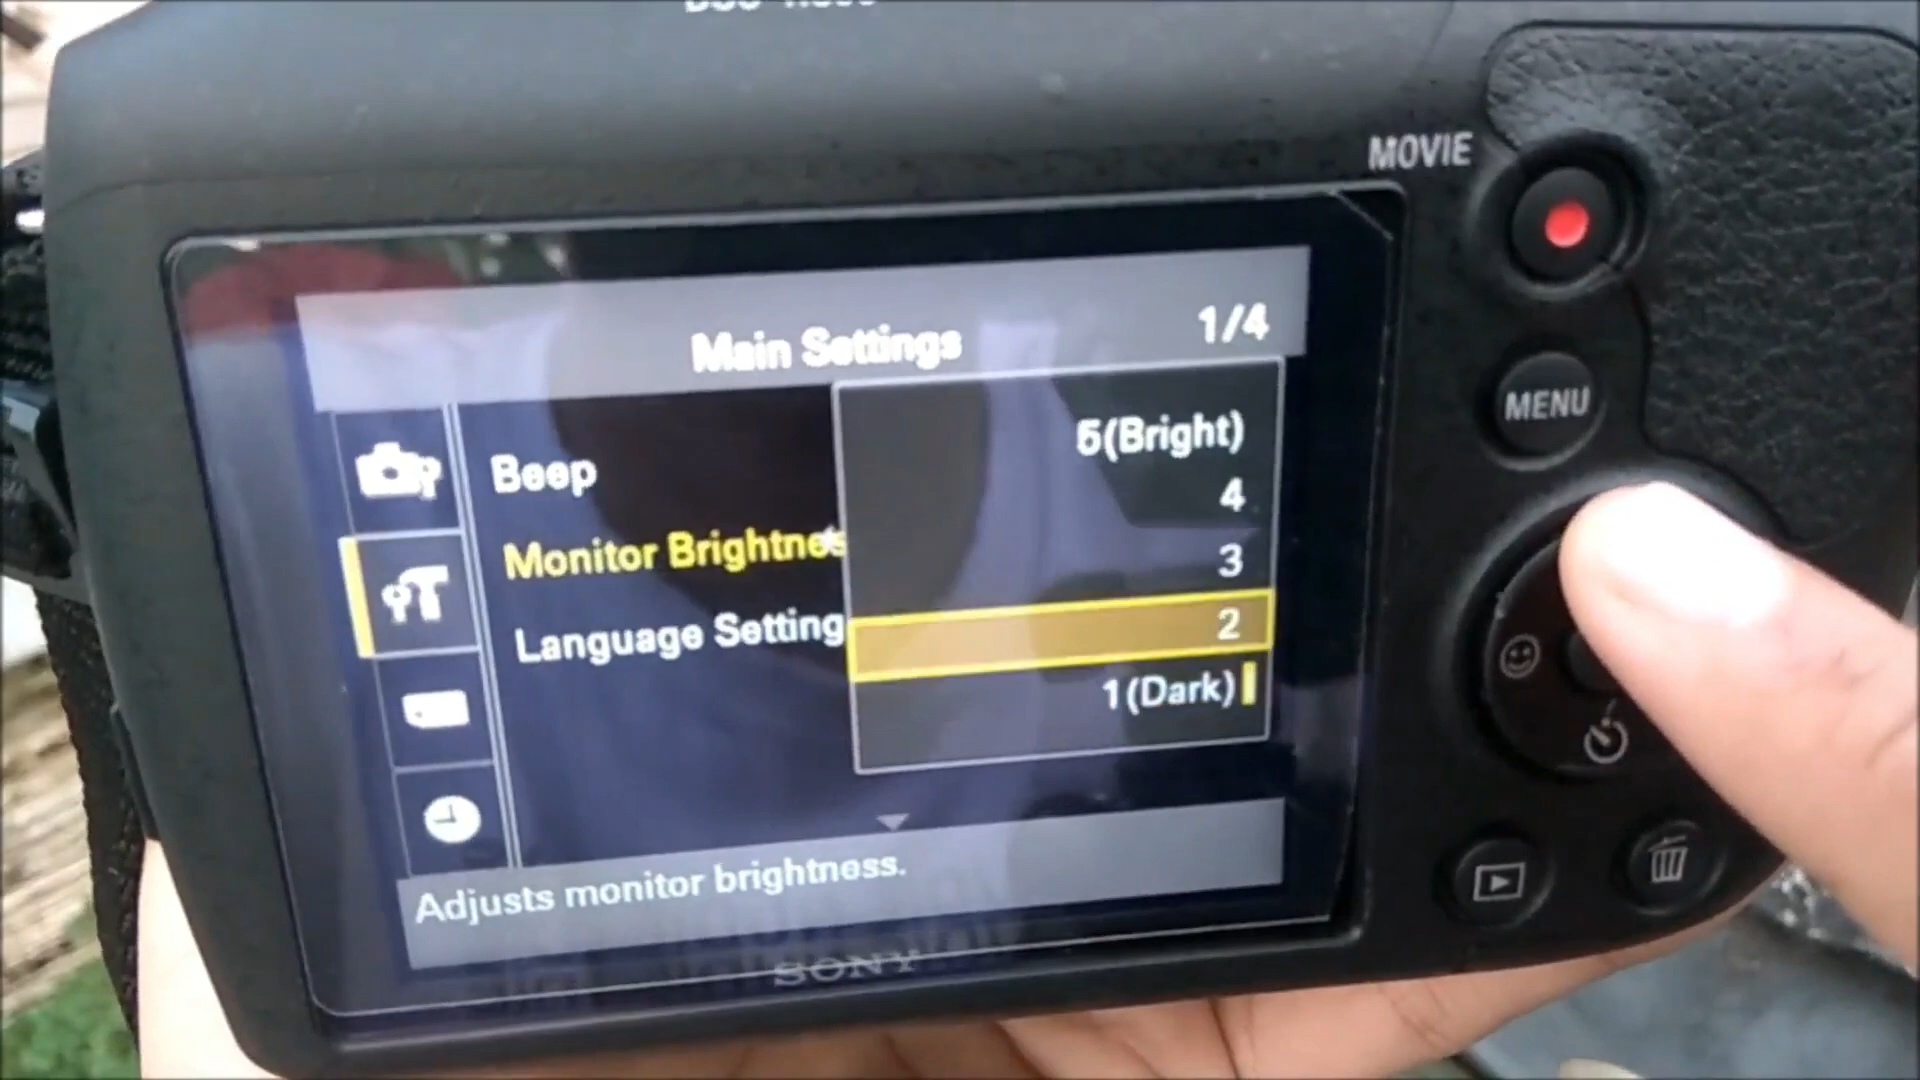 MOVIE
Main Settings 1/4
MENU
Beep
Monitor Brightnes
Language Setting
5(Bright)
4
3
2
1(Dark)
Adjusts monitor brightness.
SONY